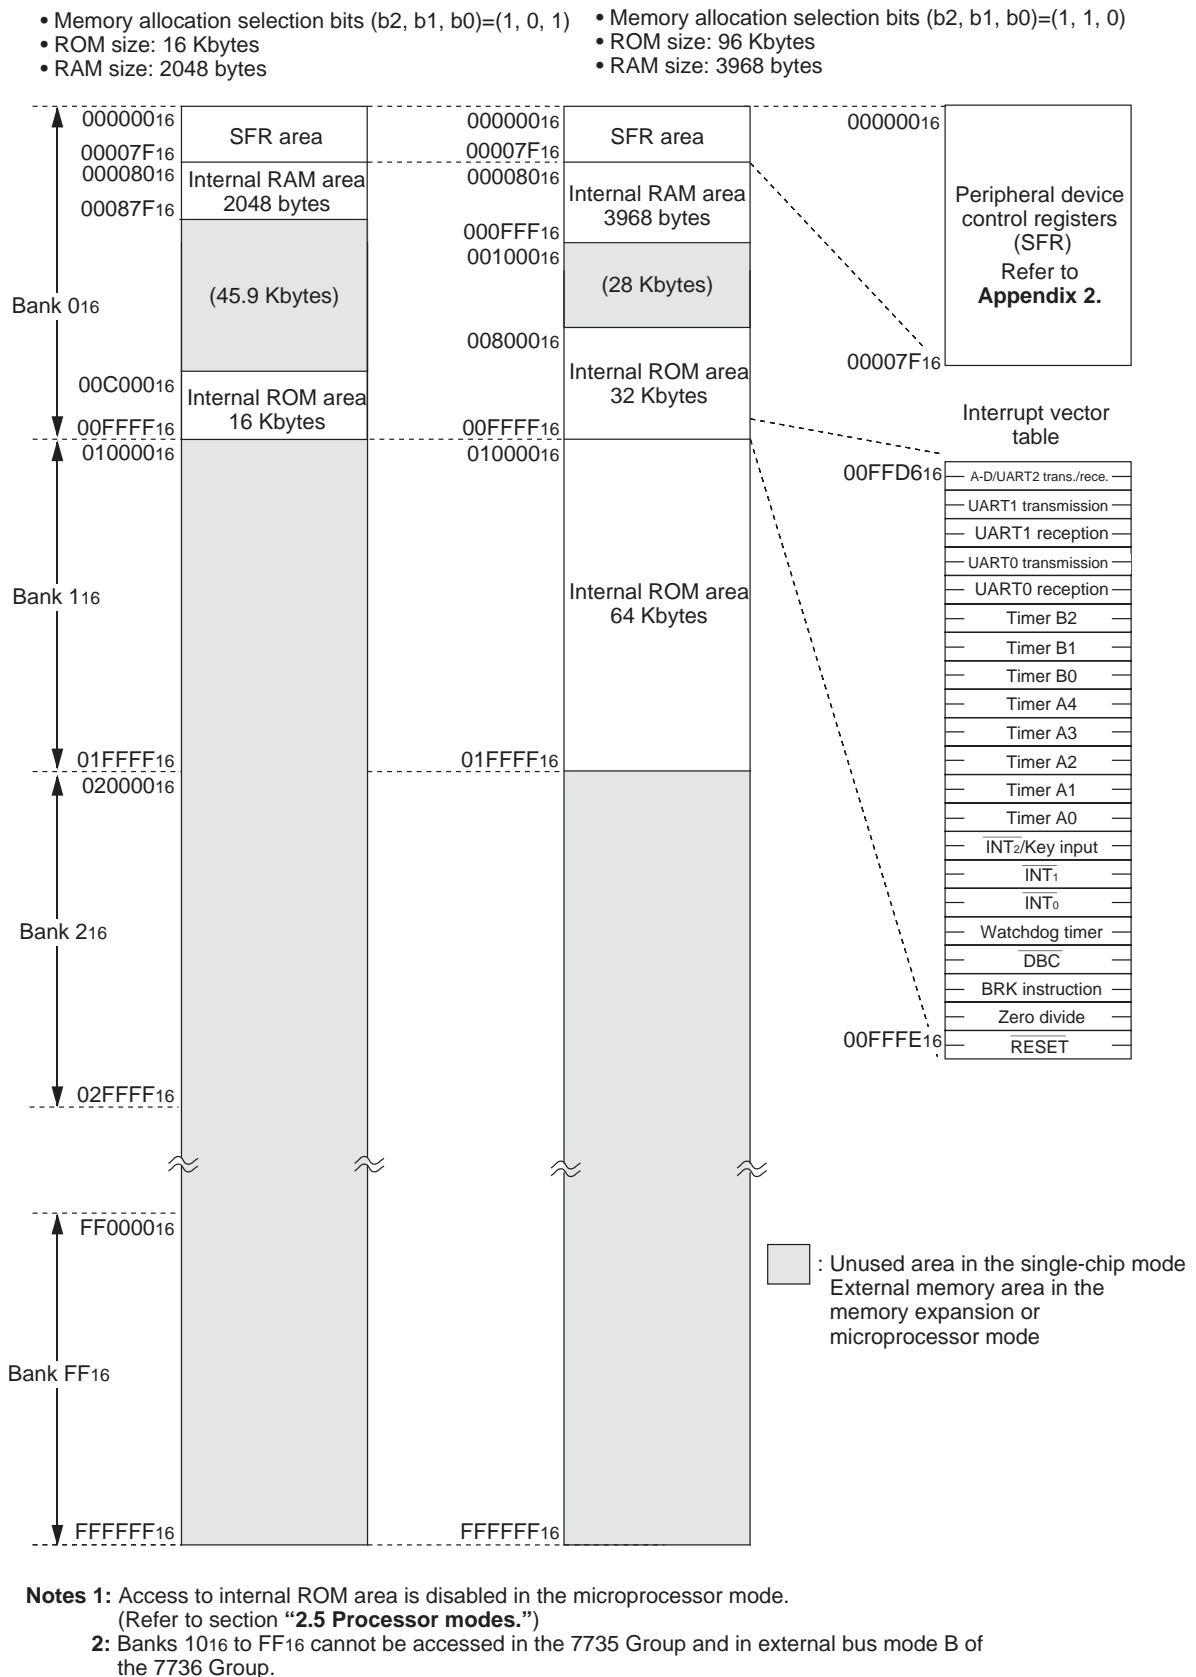 • Memory allocation selection bits (b2, b1, b0)=(1, 0, 1)
• ROM size: 16 Kbytes
• RAM size: 2048 bytes
• Memory allocation selection bits (b2, b1, b0)=(1, 1, 0)
• ROM size: 96 Kbytes
• RAM size: 3968 bytes
Bank 016
Bank 116
Bank 216
Bank FF16
00000016
00007F16
00008016
00087F16
00C00016
00FFFF16
01000016
01FFFF16
02000016
02FFFF16
FF000016
FFFFFF16
SFR area
Internal RAM area
2048 bytes
(45.9 Kbytes)
Internal ROM area
16 Kbytes
00000016
00007F16
00008016
000FFF16
00100016
00800016
00FFFF16
01000016
01FFFF16
FFFFFF16
SFR area
Internal RAM area
3968 bytes
(28 Kbytes)
Internal ROM area
32 Kbytes
Internal ROM area
64 Kbytes
00000016
00007F16
Peripheral device
control registers
(SFR)
Refer to
Appendix 2.
Interrupt vector
table
00FFD616
A-D/UART2 trans./rece.
UART1 transmission
UART1 reception
UART0 transmission
UART0 reception
Timer B2
Timer B1
Timer B0
Timer A4
Timer A3
Timer A2
Timer A1
Timer A0
INT2/Key input
INT1
INT0
Watchdog timer
DBC
BRK instruction
Zero divide
00FFFE16
RESET
: Unused area in the single-chip mode
External memory area in the
memory expansion or
microprocessor mode
Notes 1: Access to internal ROM area is disabled in the microprocessor mode.
(Refer to section “2.5 Processor modes.”)
2: Banks 1016 to FF16 cannot be accessed in the 7735 Group and in external bus mode B of
the 7736 Group.